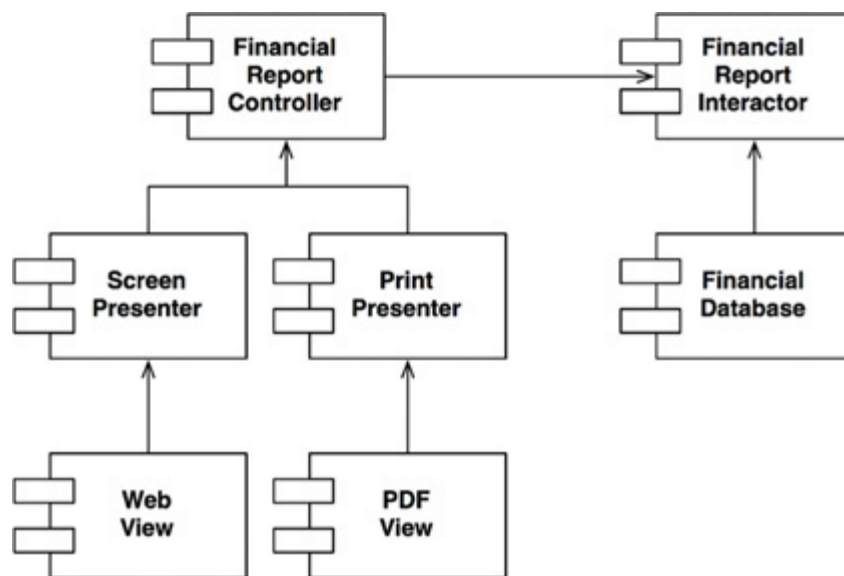 Financial
Report
Controller
Financial
Report
Interactor
Screen
Presenter
Print
Presenter
Financial
Database
Web
View
PDF
View